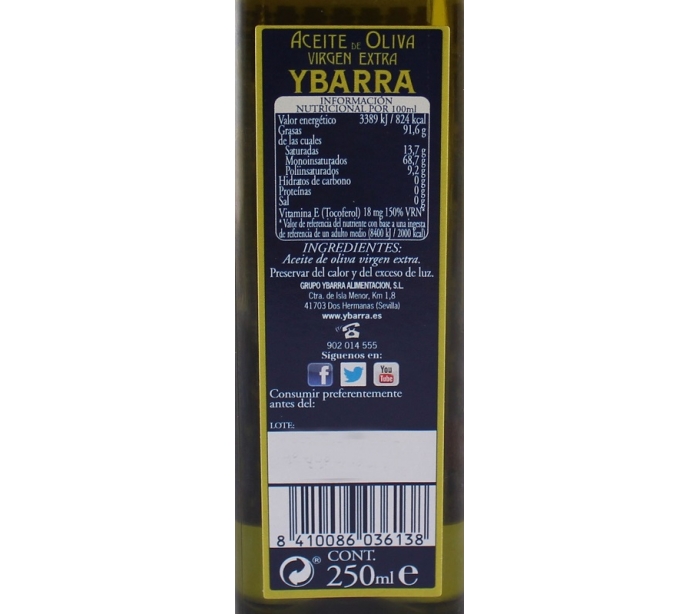 ACEITE DE OLIVA
VIRGEN EXTRA
YBARRA
INFORMACIÓN
NUTRICIONAL POR 100ml
Valor energético 3389 kJ / 824 kcal
Grasas 91,6 g
de las cuales
Saturadas 13,7 g
Monoinsaturados 68,7 g
Poliinsaturados 9,2 g
Hidratos de carbono 0 g
Proteínas 0 g
Sal 0 g
Vitamina E (Tocoferol) 18 mg 150% VRN*
* Valor de referencia del nutriente con base a una ingesta
de referencia de un adulto medio (8400 kJ / 2000 kcal)
INGREDIENTES:
Aceite de oliva virgen extra.
Preservar del calor y del exceso de luz.
GRUPO YBARRA ALIMENTACION, S.L.
Ctra. de Isla Menor, Km 1,8
41703 Dos Hermanas (Sevilla)
www.ybarra.es
902 014 555
Síguenos en:
f You Tube
Consumir preferentemente
antes del:
LOTE:
8 410086 036138
CONT.
® 250ml e